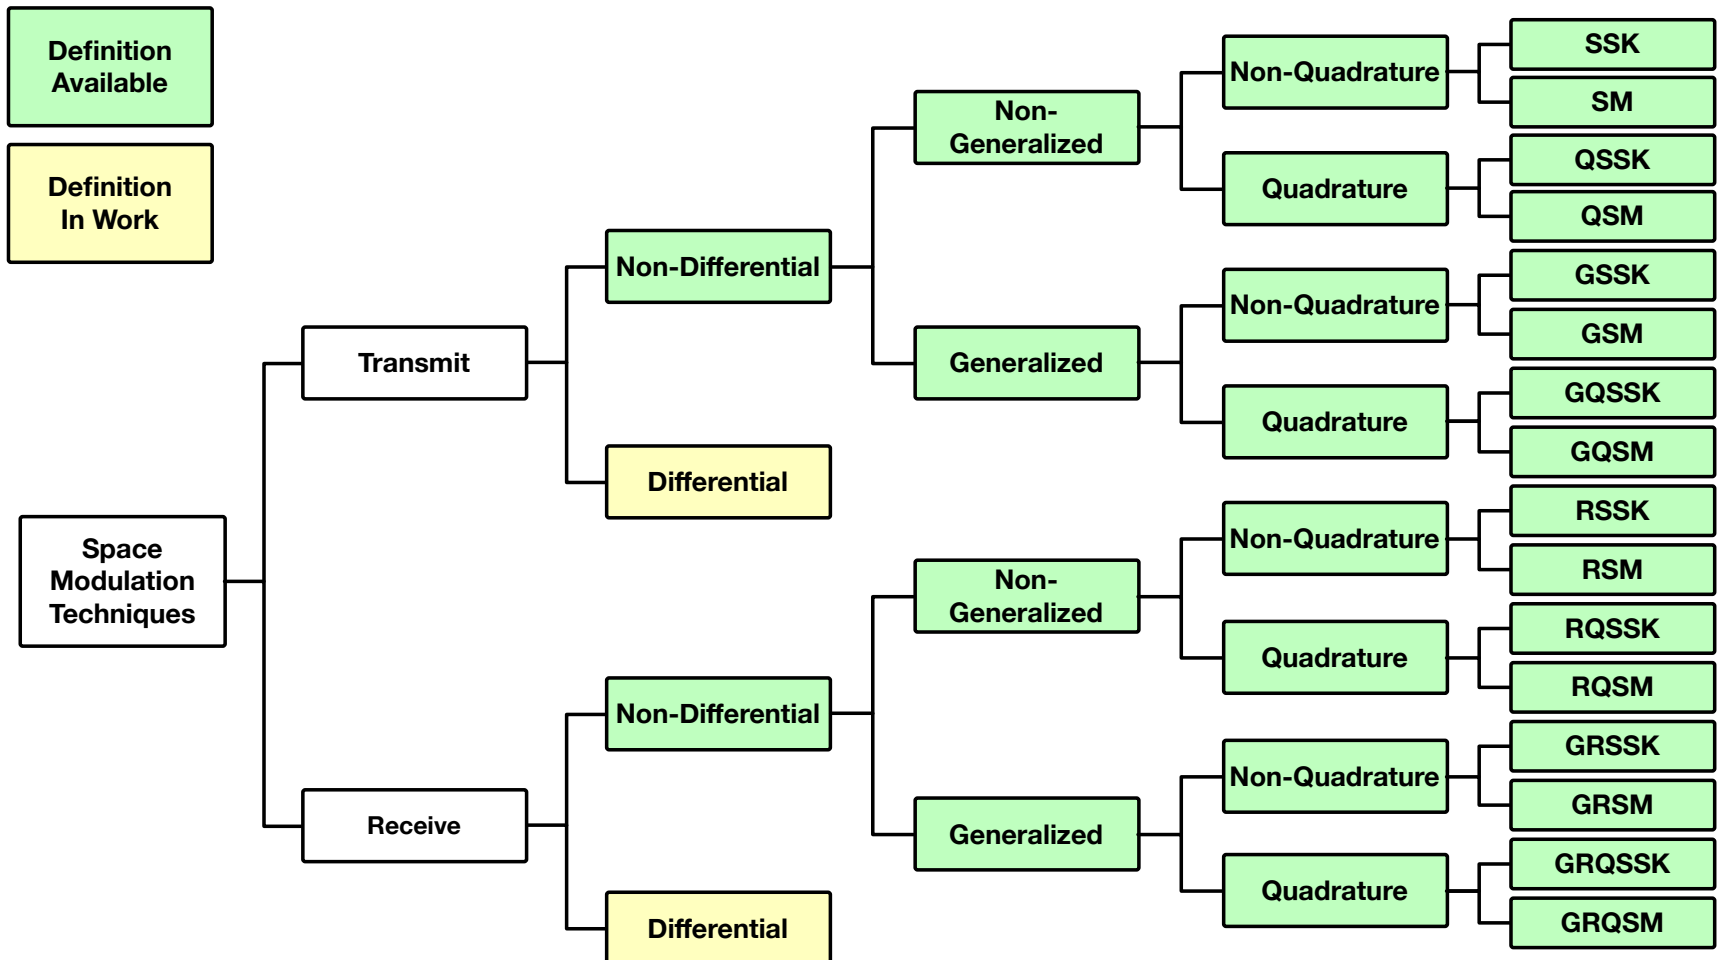 Definition
Available
Definition
In Work
Space
Modulation
Techniques
Transmit
Receive
Non-Differential
Differential
Non-Differential
Differential
Non-
Generalized
Generalized
Non-
Generalized
Generalized
Non-Quadrature
Quadrature
Non-Quadrature
Quadrature
Non-Quadrature
Quadrature
Non-Quadrature
Quadrature
SSK
SM
QSSK
QSM
GSSK
GSM
GQSSK
GQSM
RSSK
RSM
RQSSK
RQSM
GRSSK
GRSM
GRQSSK
GRQSM